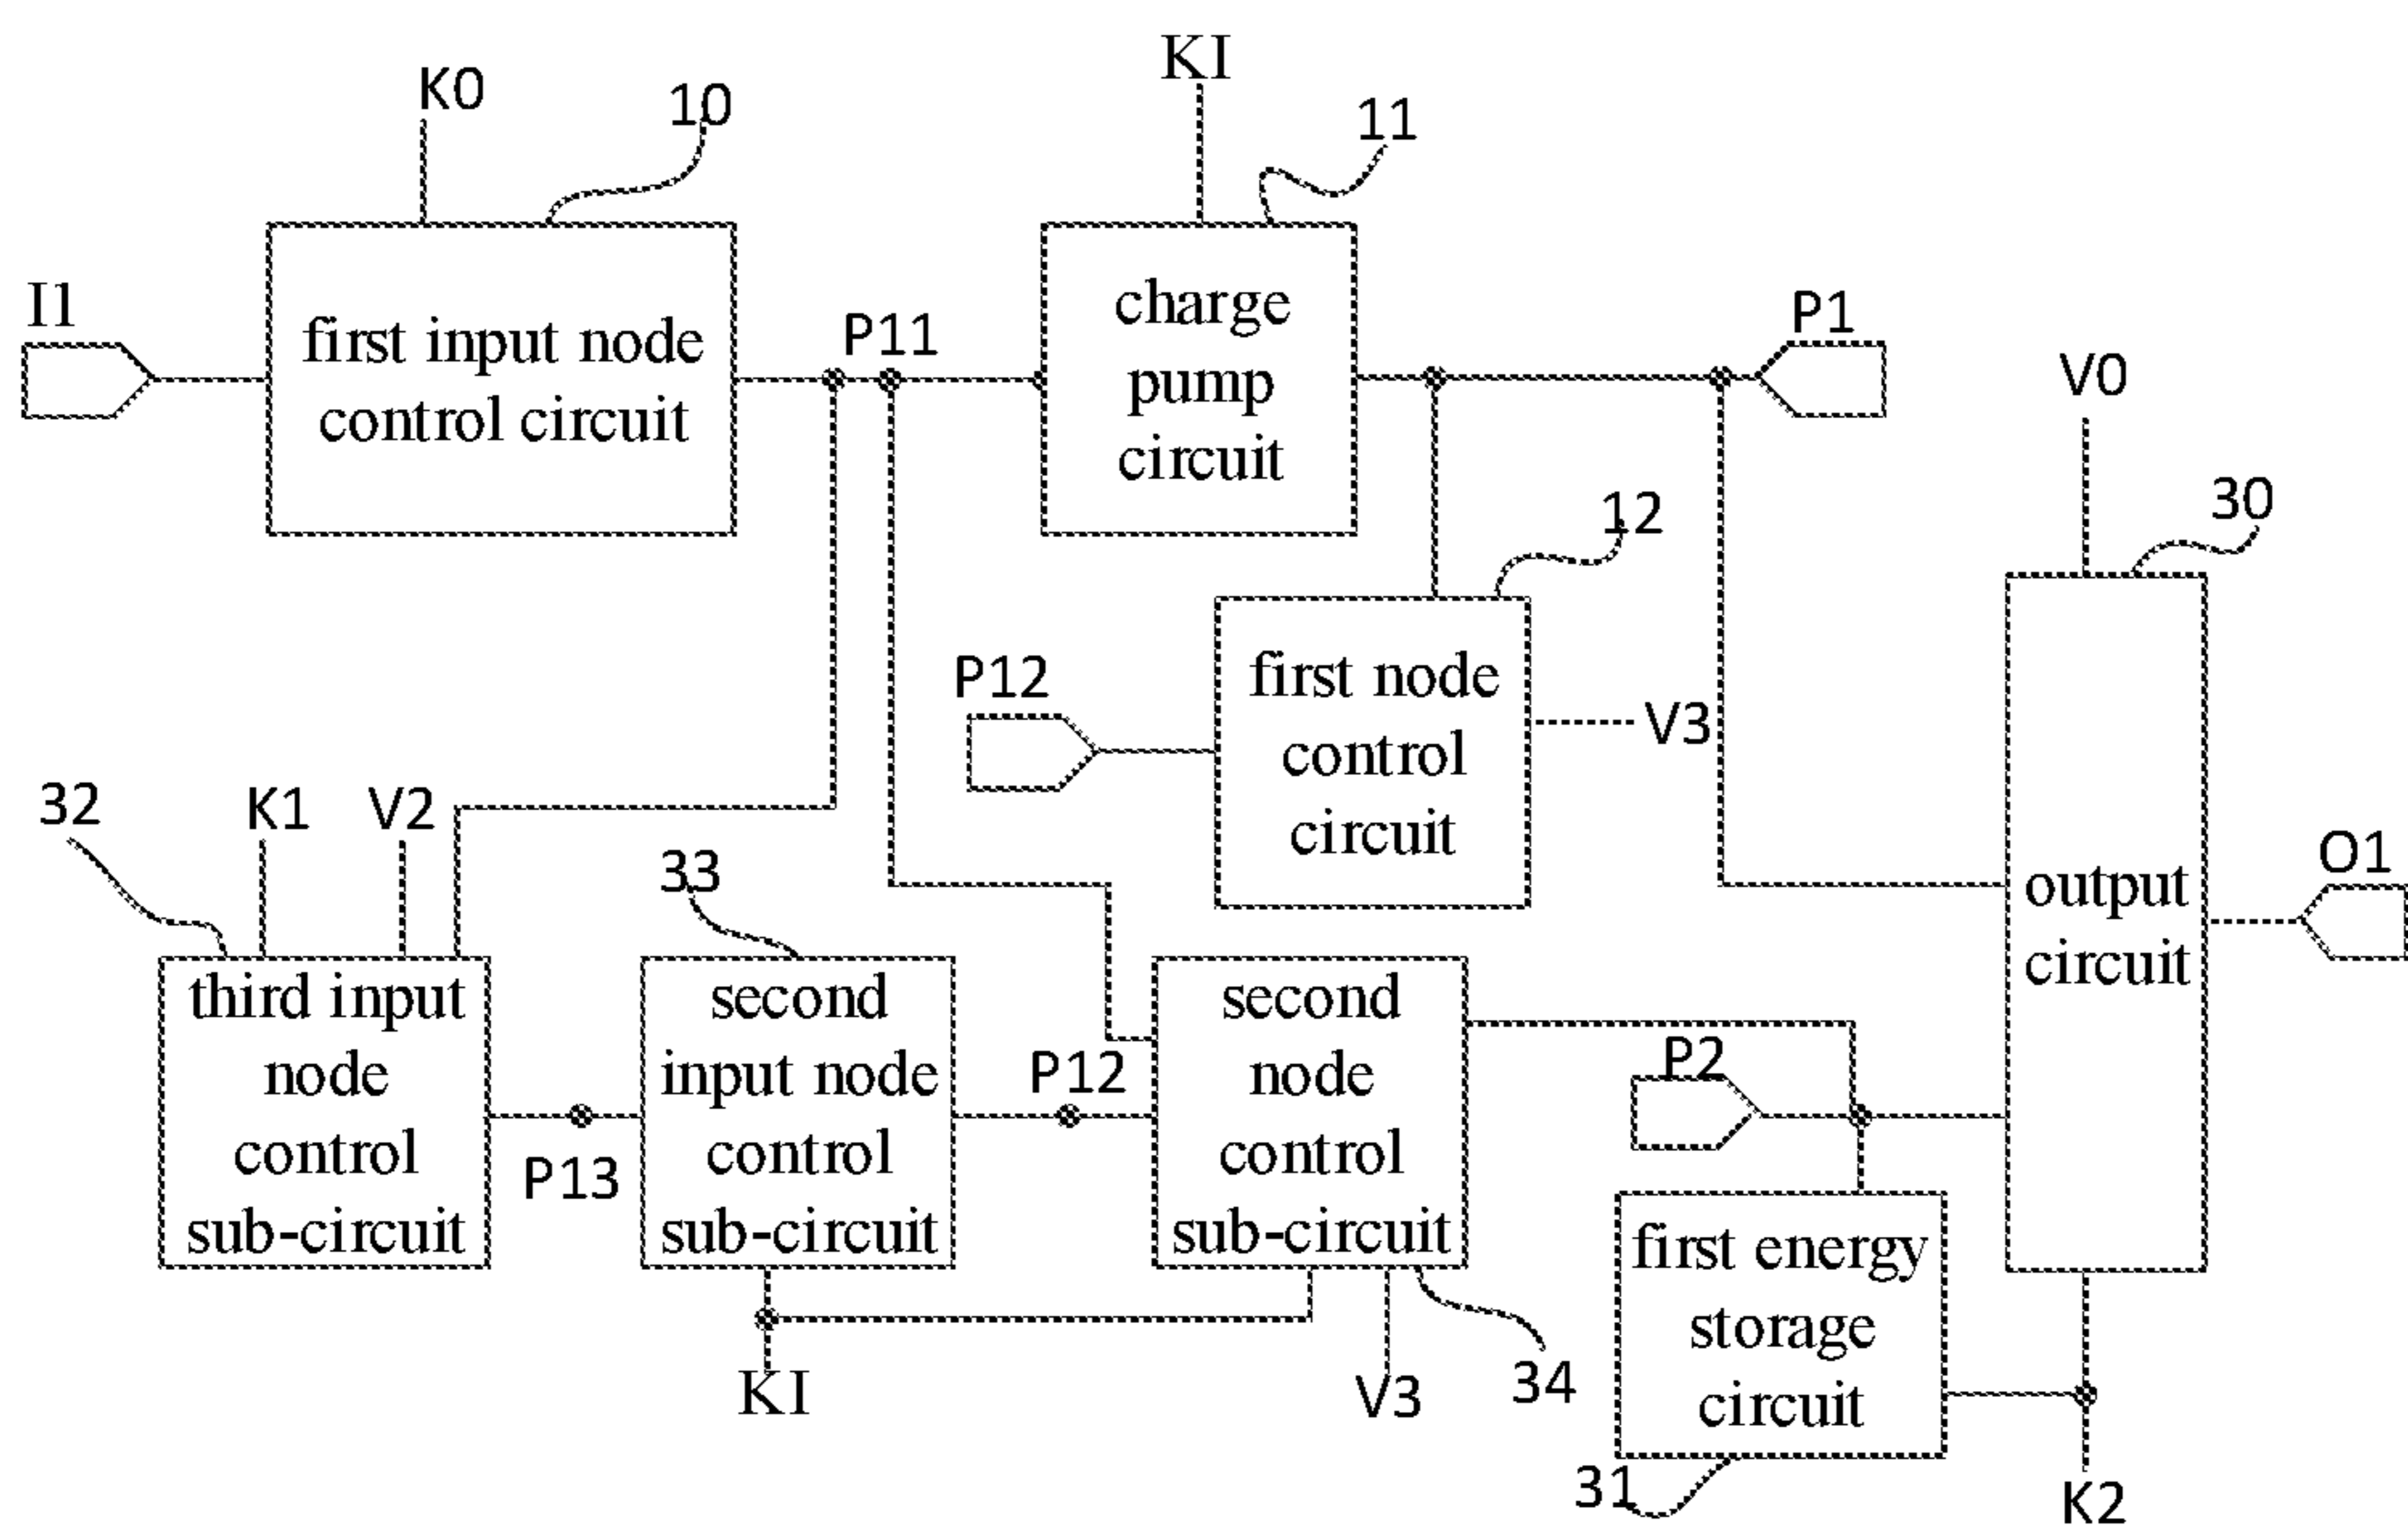 K0
10
KI
11
I1
first input node
control circuit
P11
charge
pump
circuit
P1
V0
12
30
P12
first node
control
circuit
V3
32
K1
V2
33
O1
output
circuit
third input
node
control
sub-circuit
P13
second
input node
control
sub-circuit
P12
second
node
control
sub-circuit
P2
first energy
storage
circuit
KI
V3
34
31
K2